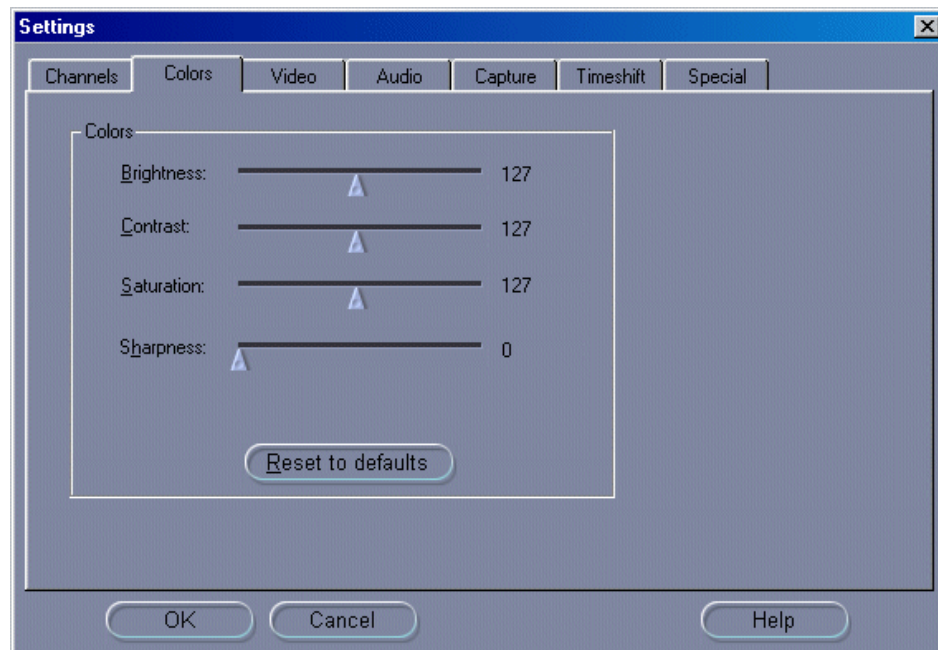 Settings
Channels Colors Video Audio Capture Timeshift Special
Colors
Brightness: 127
Contrast: 127
Saturation: 127
Sharpness: 0
Reset to defaults
OK Cancel Help